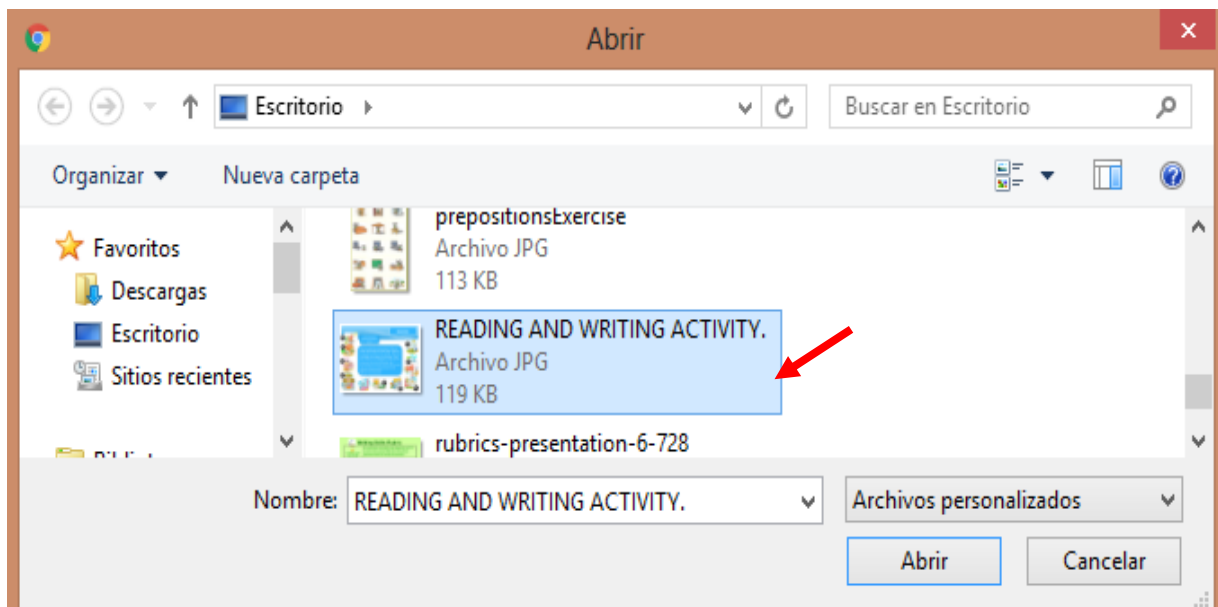 Abrir
Escritorio
Buscar en Escritorio
Organizar
Nueva carpeta
Favoritos
Descargas
Escritorio
Sitios recientes
prepositionsExercise
Archivo JPG
113 KB
READING AND WRITING ACTIVITY.
Archivo JPG
119 KB
rubrics-presentation-6-728
Nombre: READING AND WRITING ACTIVITY.
Archivos personalizados
Abrir
Cancelar